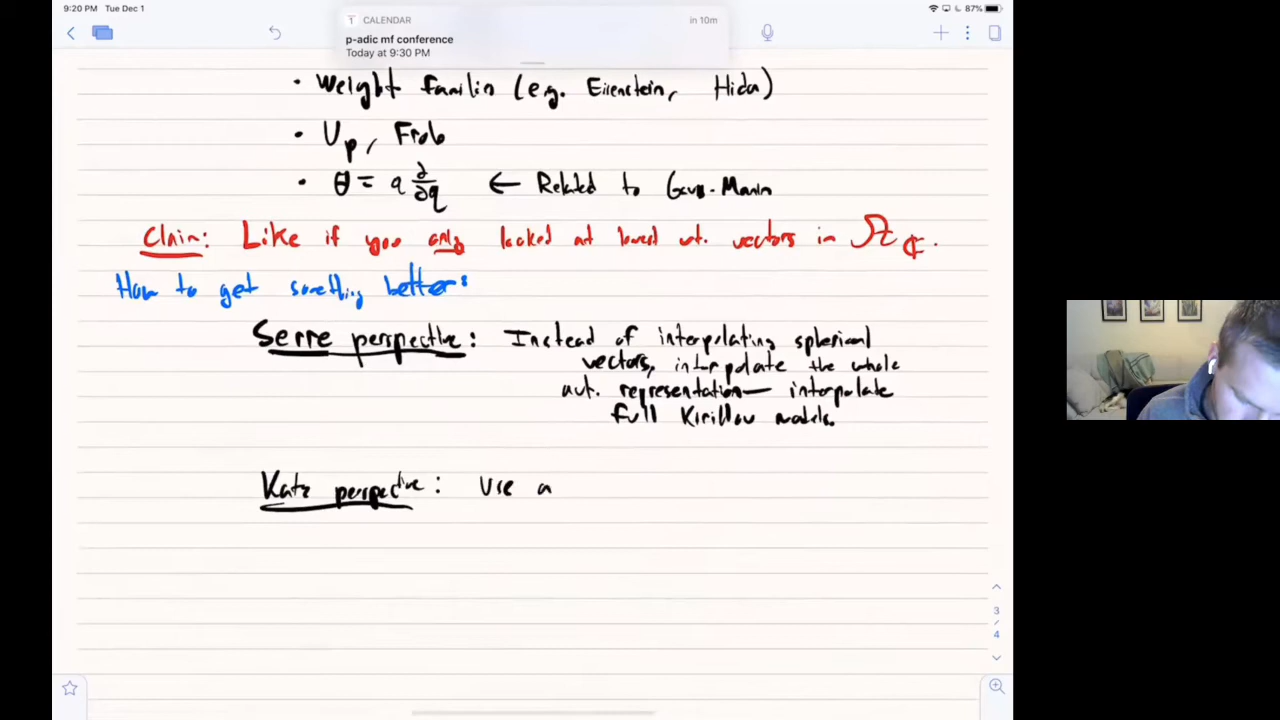 9:20 PM Tue Dec 1
87%
CALENDAR
in 10m
p-adic mf conference
Today at 9:30 PM
• Weight families (e.g. Eisenstein, Hida)
• Up, Frob
• θ = q ∂/∂q ← Related to Gauss-Manin
Claim: Like if you only looked at lowest wt. vectors in
How to get something better:
Serre perspective: Instead of interpolating spherical
vectors, interpolate the whole
aut. representation— interpolate
full Kirillov models.
Katz perspective: Use a
3
/
4